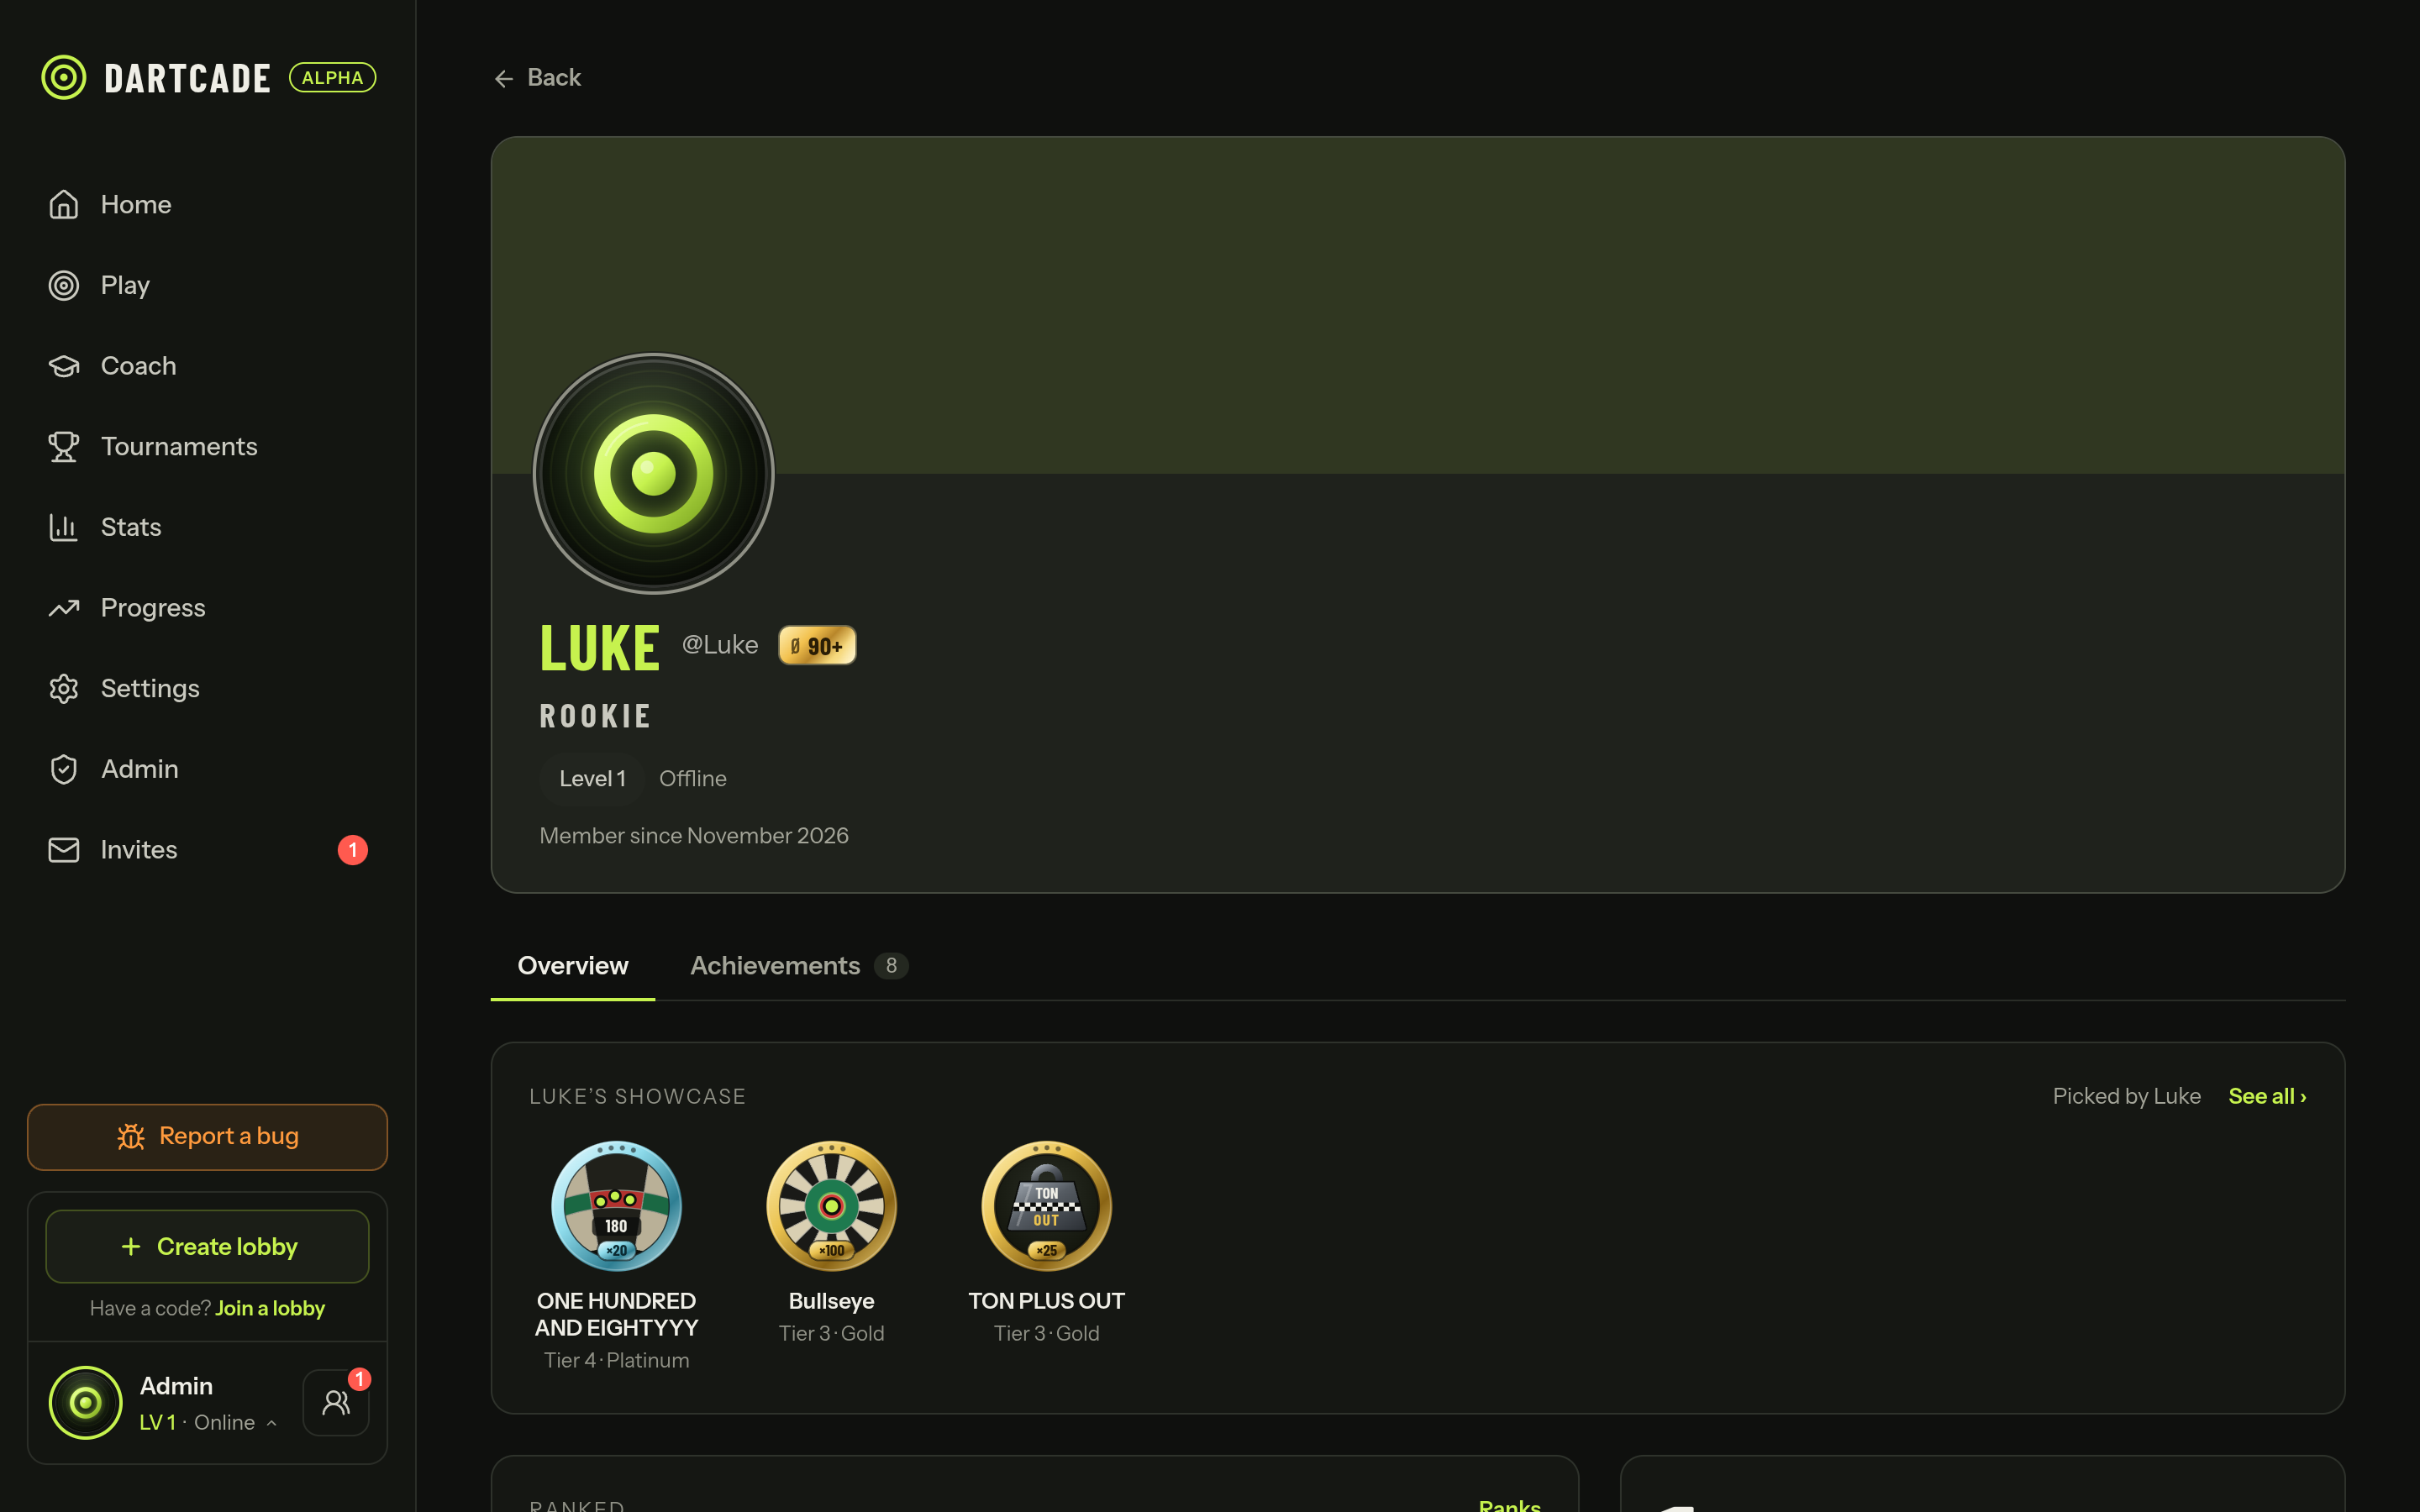 DARTCADE ALPHA
Home
Play
Coach
Tournaments
Stats
Progress
Settings
Admin
Invites 1
Report a bug
Create lobby
Have a code? Join a lobby
Admin
LV 1 · Online
1
Back
LUKE @Luke Ø 90+
ROOKIE
Level 1 Offline
Member since November 2026
Overview Achievements 8
LUKE’S SHOWCASE Picked by Luke See all ›
180
×20
×100
TON
OUT
×25
ONE HUNDRED
AND EIGHTYYY
Tier 4 · Platinum
Bullseye
Tier 3 · Gold
TON PLUS OUT
Tier 3 · Gold
RANKED Ranks